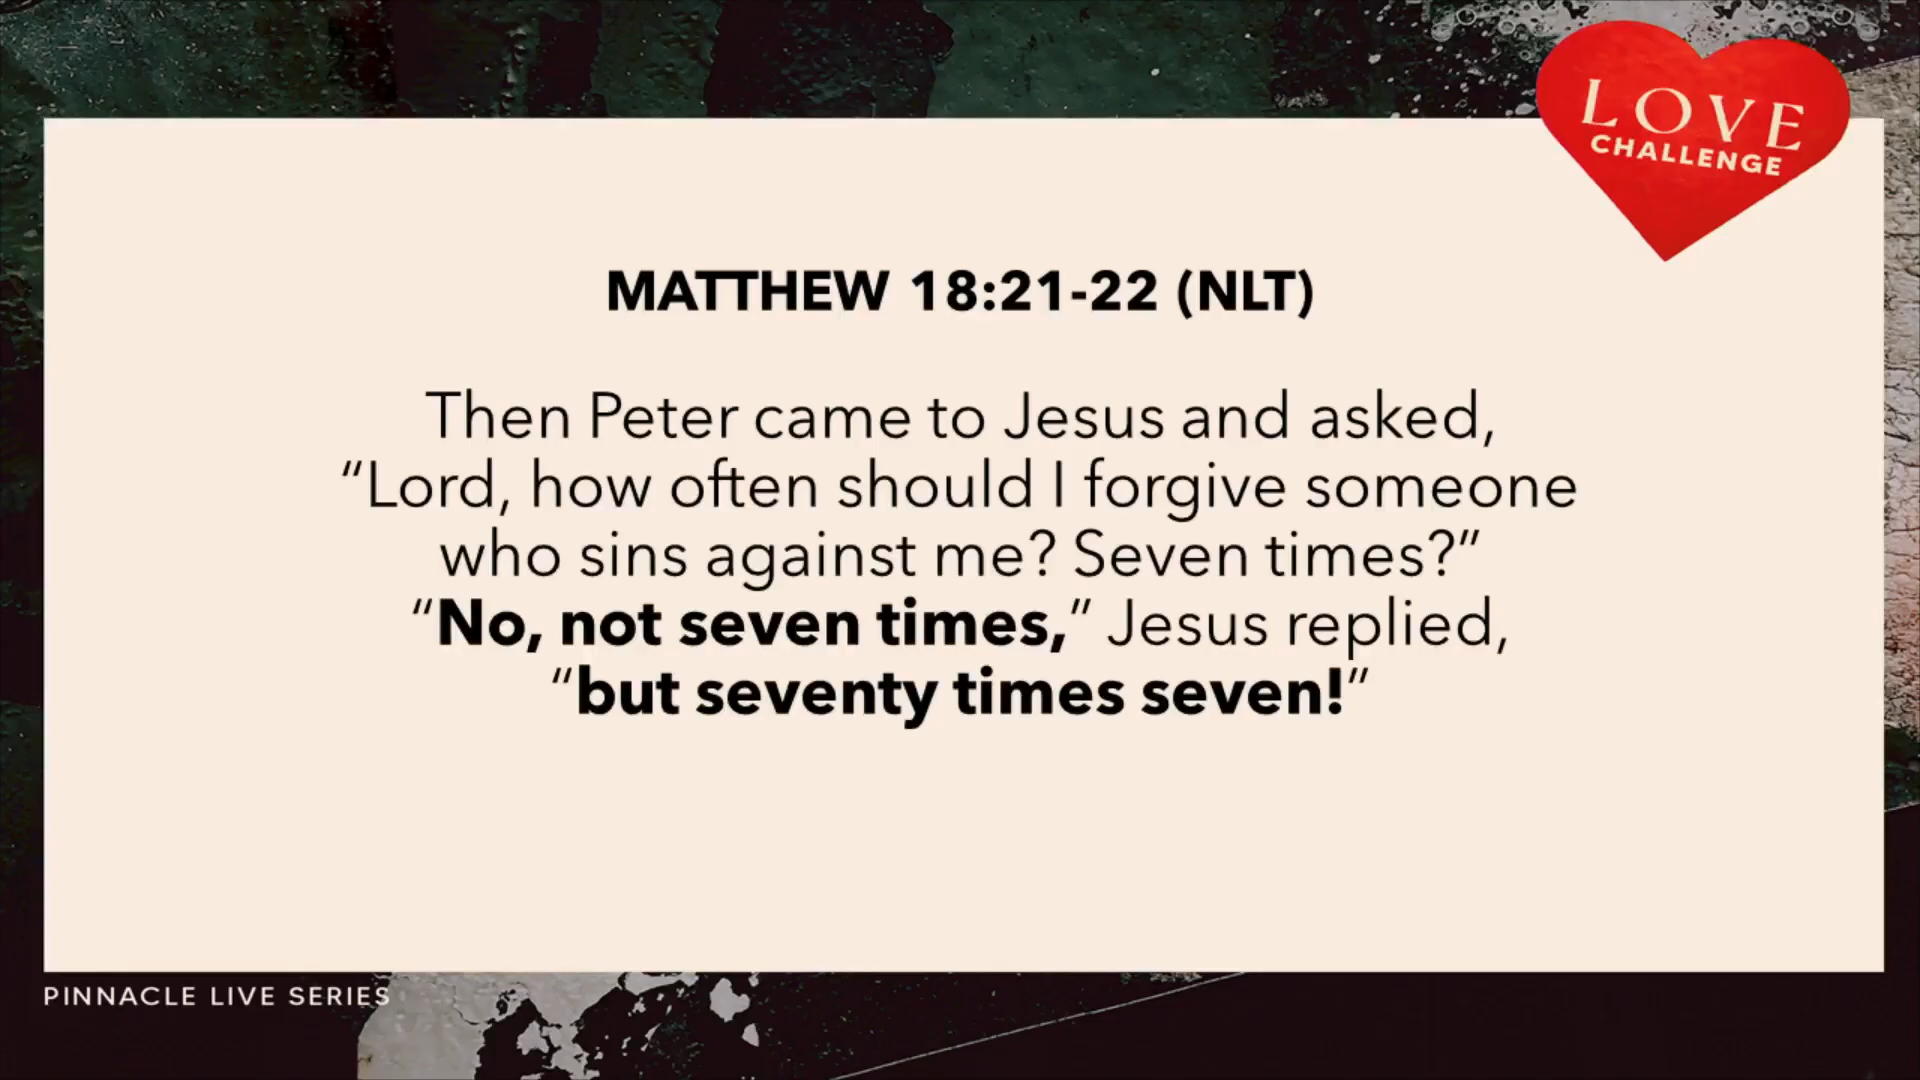 LOVE
CHALLENGE
MATTHEW 18:21-22 (NLT)
Then Peter came to Jesus and asked,
“Lord, how often should I forgive someone
who sins against me? Seven times?”
“No, not seven times,” Jesus replied,
“but seventy times seven!”
PINNACLE LIVE SERIES